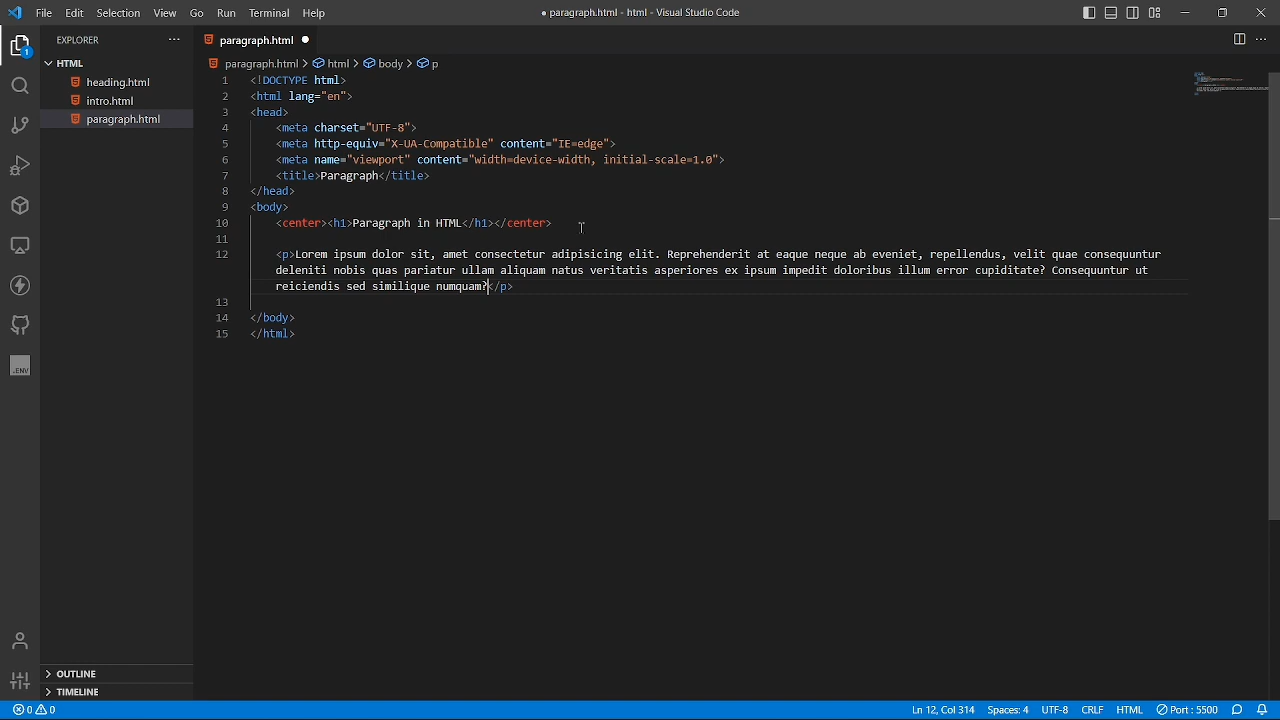 File Edit Selection View Go Run Terminal Help
● paragraph.html - html - Visual Studio Code
EXPLORER
1
HTML
heading.html
intro.html
paragraph.html
.ENV
OUTLINE
TIMELINE
paragraph.html
paragraph.html > html > body > p
1 <!DOCTYPE html>
2 <html lang="en">
3 <head>
4 <meta charset="UTF-8">
5 <meta http-equiv="X-UA-Compatible" content="IE=edge">
6 <meta name="viewport" content="width=device-width, initial-scale=1.0">
7 <title>Paragraph</title>
8 </head>
9 <body>
10 <center><h1>Paragraph in HTML</h1></center>
11
12 <p>Lorem ipsum dolor sit, amet consectetur adipisicing elit. Reprehenderit at eaque neque ab eveniet, repellendus, velit quae consequuntur
deleniti nobis quas pariatur ullam aliquam natus veritatis asperiores ex ipsum impedit doloribus illum error cupiditate? Consequuntur ut
reiciendis sed similique numquam?</p>
13
14 </body>
15 </html>
0 0
Ln 12, Col 314 Spaces: 4 UTF-8 CRLF HTML Port : 5500